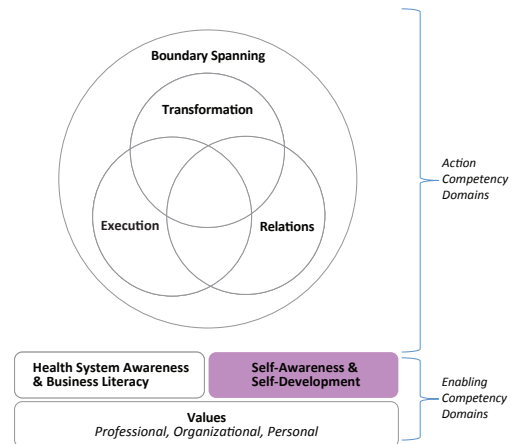 Boundary Spanning
Transformation
Execution
Relations
Action
Competency
Domains
Health System Awareness
& Business Literacy
Self-Awareness &
Self-Development
Values
Professional, Organizational, Personal
Enabling
Competency
Domains